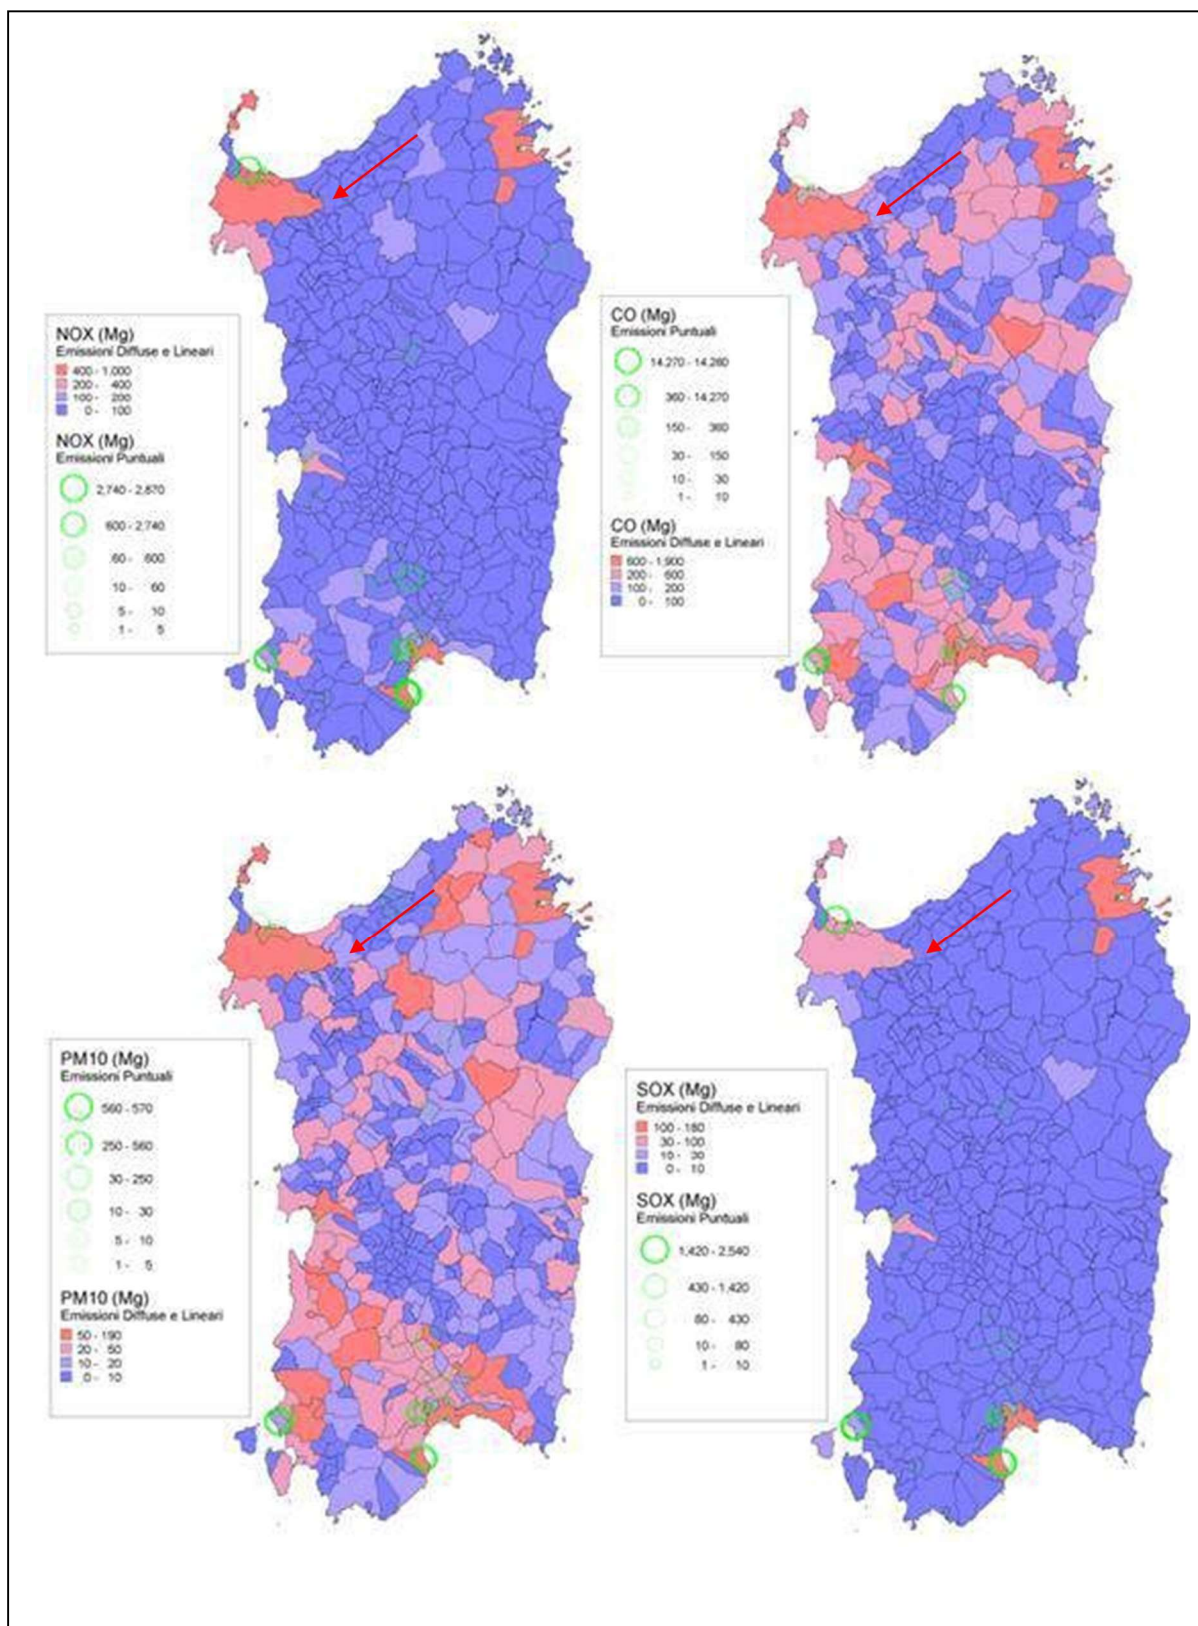 NOX (Mg)
Emissioni Diffuse e Lineari
400 - 1.000
200 - 400
100 - 200
0 - 100
NOX (Mg)
Emissioni Puntuali
2.740 - 2.870
600 - 2.740
60 - 600
10 - 60
5 - 10
1 - 5
CO (Mg)
Emissioni Puntuali
14.270 - 14.280
360 - 14.270
150 - 360
30 - 150
10 - 30
1 - 10
CO (Mg)
Emissioni Diffuse e Lineari
600 - 1.900
200 - 600
100 - 200
0 - 100
PM10 (Mg)
Emissioni Puntuali
560 - 570
250 - 560
30 - 250
10 - 30
5 - 10
1 - 5
PM10 (Mg)
Emissioni Diffuse e Lineari
50 - 190
20 - 50
10 - 20
0 - 10
SOX (Mg)
Emissioni Diffuse e Lineari
100 - 180
30 - 100
10 - 30
0 - 10
SOX (Mg)
Emissioni Puntuali
1.420 - 2.540
430 - 1.420
80 - 430
10 - 80
1 - 10